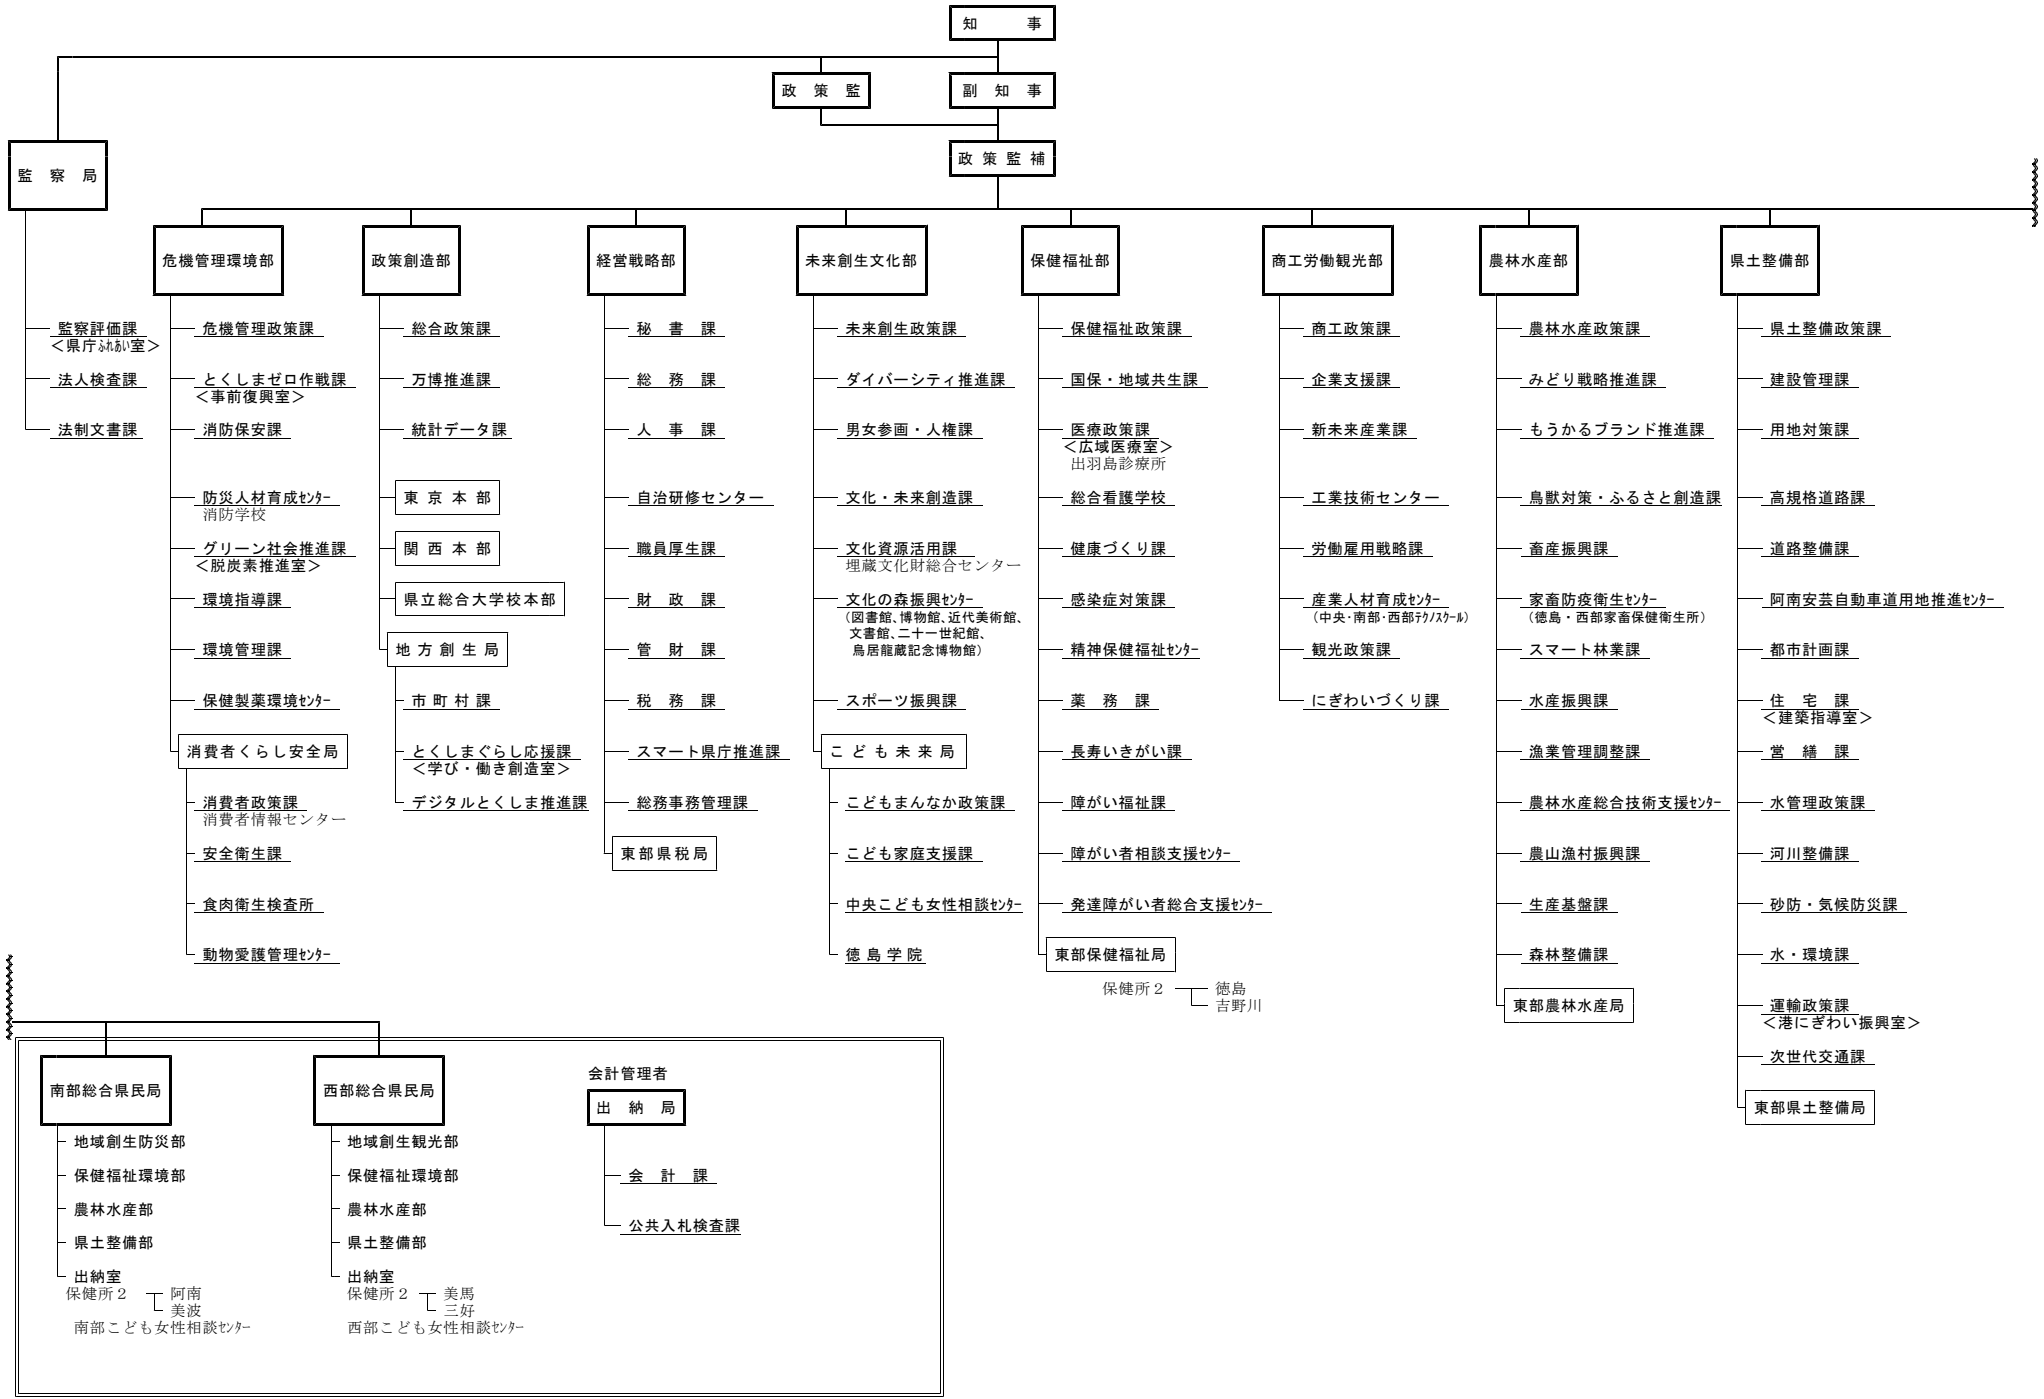 知　　　事
政　策　監
副　知　事
監　察　局
政 策 監 補
監察評価課
＜県庁ふれあい室＞
法人検査課
法制文書課
危機管理環境部
危機管理政策課
とくしまゼロ作戦課
＜事前復興室＞
消防保安課
防災人材育成ｾﾝﾀｰ
消防学校
グリーン社会推進課
＜脱炭素推進室＞
環境指導課
環境管理課
保健製薬環境ｾﾝﾀｰ
消費者くらし安全局
消費者政策課
消費者情報センター
安全衛生課
食肉衛生検査所
動物愛護管理ｾﾝﾀｰ
政策創造部
総合政策課
万博推進課
統計データ課
東 京 本 部
関 西 本 部
県立総合大学校本部
地 方 創 生 局
市 町 村 課
とくしまぐらし応援課
＜学び・働き創造室＞
デジタルとくしま推進課
経営戦略部
秘　書　課
総　務　課
人　事　課
自治研修センター
職員厚生課
財　政　課
管　財　課
税　務　課
スマート県庁推進課
総務事務管理課
東部県税局
未来創生文化部
未来創生政策課
ダイバーシティ推進課
男女参画・人権課
文化・未来創造課
文化資源活用課
埋蔵文化財総合センター
文化の森振興ｾﾝﾀｰ
（図書館、博物館、近代美術館、
文書館、二十一世紀館、
鳥居龍蔵記念博物館）
スポーツ振興課
こ ど も 未 来 局
こどもまんなか政策課
こども家庭支援課
中央こども女性相談ｾﾝﾀｰ
徳 島 学 院
保健福祉部
保健福祉政策課
国保・地域共生課
医療政策課
＜広域医療室＞
出羽島診療所
総合看護学校
健康づくり課
感染症対策課
精神保健福祉ｾﾝﾀｰ
薬　務　課
長寿いきがい課
障がい福祉課
障がい者相談支援ｾﾝﾀｰ
発達障がい者総合支援ｾﾝﾀｰ
東部保健福祉局
保健所２　徳島
吉野川
商工労働観光部
商工政策課
企業支援課
新未来産業課
工業技術センター
労働雇用戦略課
産業人材育成ｾﾝﾀｰ
（中央･南部･西部ﾃｸﾉｽｸｰﾙ）
観光政策課
にぎわいづくり課
農林水産部
農林水産政策課
みどり戦略推進課
もうかるブランド推進課
鳥獣対策・ふるさと創造課
畜産振興課
家畜防疫衛生ｾﾝﾀｰ
（徳島・西部家畜保健衛生所）
スマート林業課
水産振興課
漁業管理調整課
農林水産総合技術支援ｾﾝﾀｰ
農山漁村振興課
生産基盤課
森林整備課
東部農林水産局
県土整備部
県土整備政策課
建設管理課
用地対策課
高規格道路課
道路整備課
阿南安芸自動車道用地推進ｾﾝﾀｰ
都市計画課
住　宅　課
＜建築指導室＞
営　繕　課
水管理政策課
河川整備課
砂防・気候防災課
水・環境課
運輸政策課
＜港にぎわい振興室＞
次世代交通課
東部県土整備局
南部総合県民局
地域創生防災部
保健福祉環境部
農林水産部
県土整備部
出納室
保健所２　阿南
美波
南部こども女性相談ｾﾝﾀｰ
西部総合県民局
地域創生観光部
保健福祉環境部
農林水産部
県土整備部
出納室
保健所２　美馬
三好
西部こども女性相談ｾﾝﾀｰ
会計管理者
出　納　局
会　計　課
公共入札検査課